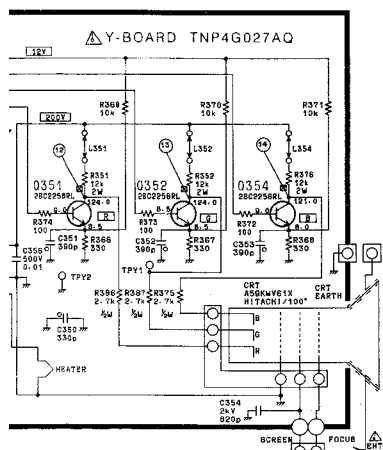 Y-BOARD TNP4G027AQ
12V
R369 10k
R370 10k
R371 10k
200V
L351
L352
L354
12
13
14
R351 12k 2W
R352 12k 2W
R376 12k 2W
Q351 2SC2258RL
Q352 2SC2258RL
Q354 2SC2258RL
124.0
124.0
121.0
9.0
8.5
R
9.0
8.5
G
9.0
8.0
B
R374 100
R373 100
R372 100
C351 390p
R366 330
C352 390p
R367 330
C353 390p
R368 330
C356 500V 0.01
TPY2
TPY1
R396 2.7k ½W
R397 2.7k ½W
R375 2.7k ½W
CRT A59KWV61X HITACHI/100°
CRT EARTH
B
G
R
C350 330p
HEATER
C354 2kV 820p
SCREEN
FOCUS
EHT